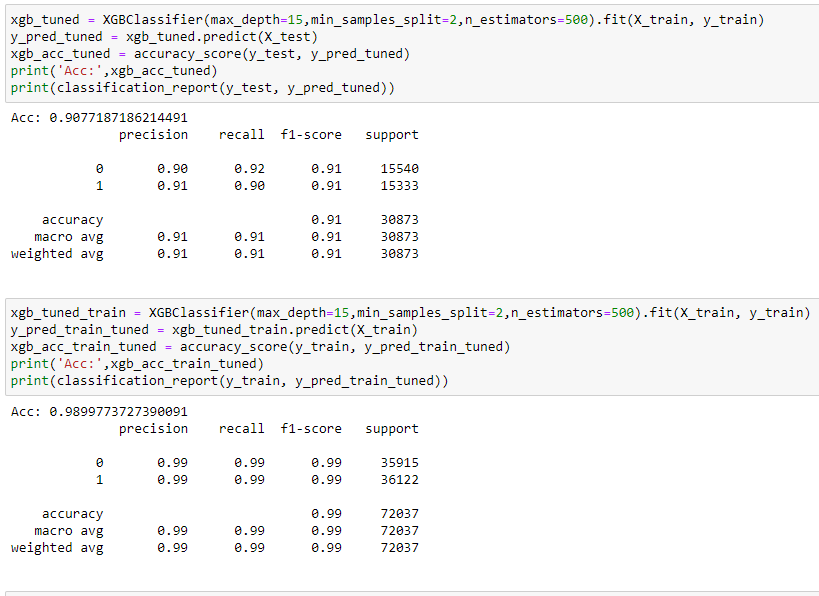 xgb_tuned = XGBClassifier(max_depth=15,min_samples_split=2,n_estimators=500).fit(X_train, y_train)
y_pred_tuned = xgb_tuned.predict(X_test)
xgb_acc_tuned = accuracy_score(y_test, y_pred_tuned)
print('Acc:',xgb_acc_tuned)
print(classification_report(y_test, y_pred_tuned))
Acc: 0.9077187186214491
precision recall f1-score support
0 0.90 0.92 0.91 15540
1 0.91 0.90 0.91 15333
accuracy 0.91 30873
macro avg 0.91 0.91 0.91 30873
weighted avg 0.91 0.91 0.91 30873
xgb_tuned_train = XGBClassifier(max_depth=15,min_samples_split=2,n_estimators=500).fit(X_train, y_train)
y_pred_train_tuned = xgb_tuned_train.predict(X_train)
xgb_acc_train_tuned = accuracy_score(y_train, y_pred_train_tuned)
print('Acc:',xgb_acc_train_tuned)
print(classification_report(y_train, y_pred_train_tuned))
Acc: 0.9899773727390091
precision recall f1-score support
0 0.99 0.99 0.99 35915
1 0.99 0.99 0.99 36122
accuracy 0.99 72037
macro avg 0.99 0.99 0.99 72037
weighted avg 0.99 0.99 0.99 72037